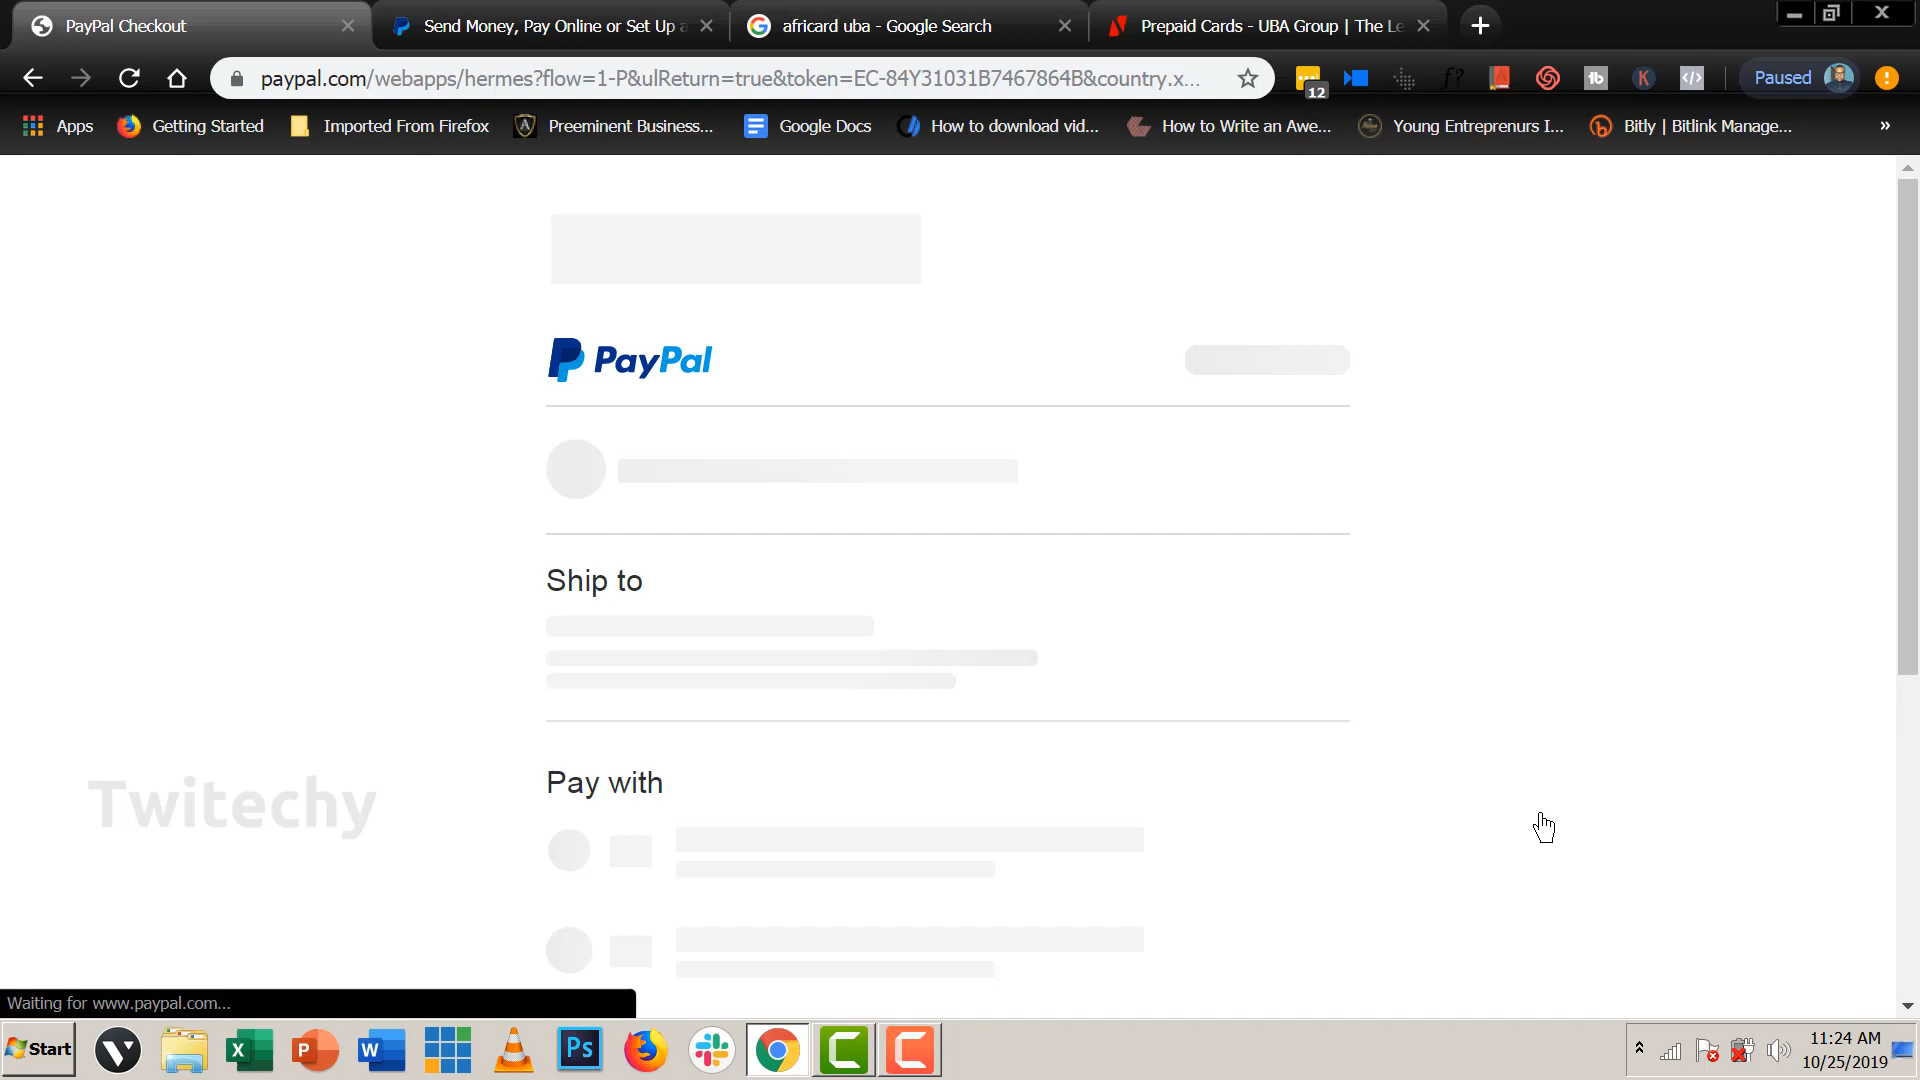 PayPal Checkout
Send Money, Pay Online or Set Up a
africard uba - Google Search
Prepaid Cards - UBA Group | The Le
paypal.com/webapps/hermes?flow=1-P&ulReturn=true&token=EC-84Y31031B7467864B&country.x...
12
f?
tb
K
</>
Paused
Apps
Getting Started
Imported From Firefox
Preeminent Business...
Google Docs
How to download vid...
How to Write an Awe...
Young Entreprenurs I...
Bitly | Bitlink Manage...
»
PayPal
Ship to
Pay with
Twitechy
Waiting for www.paypal.com...
Start
X
P
W
Ps
11:24 AM
10/25/2019